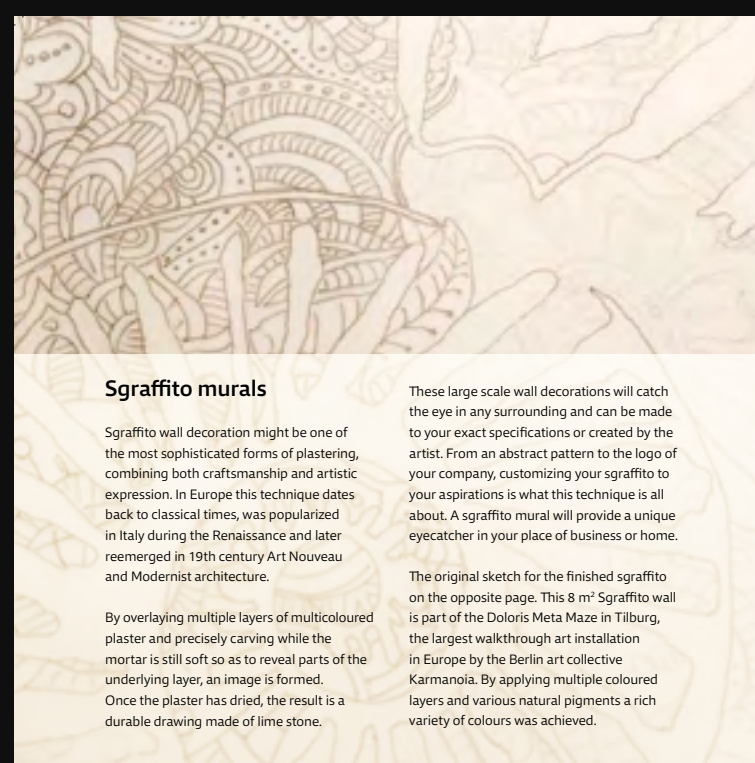 Sgraffito murals
Sgraffito wall decoration might be one of
the most sophisticated forms of plastering,
combining both craftsmanship and artistic
expression. In Europe this technique dates
back to classical times, was popularized
in Italy during the Renaissance and later
reemerged in 19th century Art Nouveau
and Modernist architecture.
By overlaying multiple layers of multicoloured
plaster and precisely carving while the
mortar is still soft so as to reveal parts of the
underlying layer, an image is formed.
Once the plaster has dried, the result is a
durable drawing made of lime stone.
These large scale wall decorations will catch
the eye in any surrounding and can be made
to your exact specifications or created by the
artist. From an abstract pattern to the logo of
your company, customizing your sgraffito to
your aspirations is what this technique is all
about. A sgraffito mural will provide a unique
eyecatcher in your place of business or home.
The original sketch for the finished sgraffito
on the opposite page. This 8 m² Sgraffito wall
is part of the Doloris Meta Maze in Tilburg,
the largest walkthrough art installation
in Europe by the Berlin art collective
Karmanoia. By applying multiple coloured
layers and various natural pigments a rich
variety of colours was achieved.